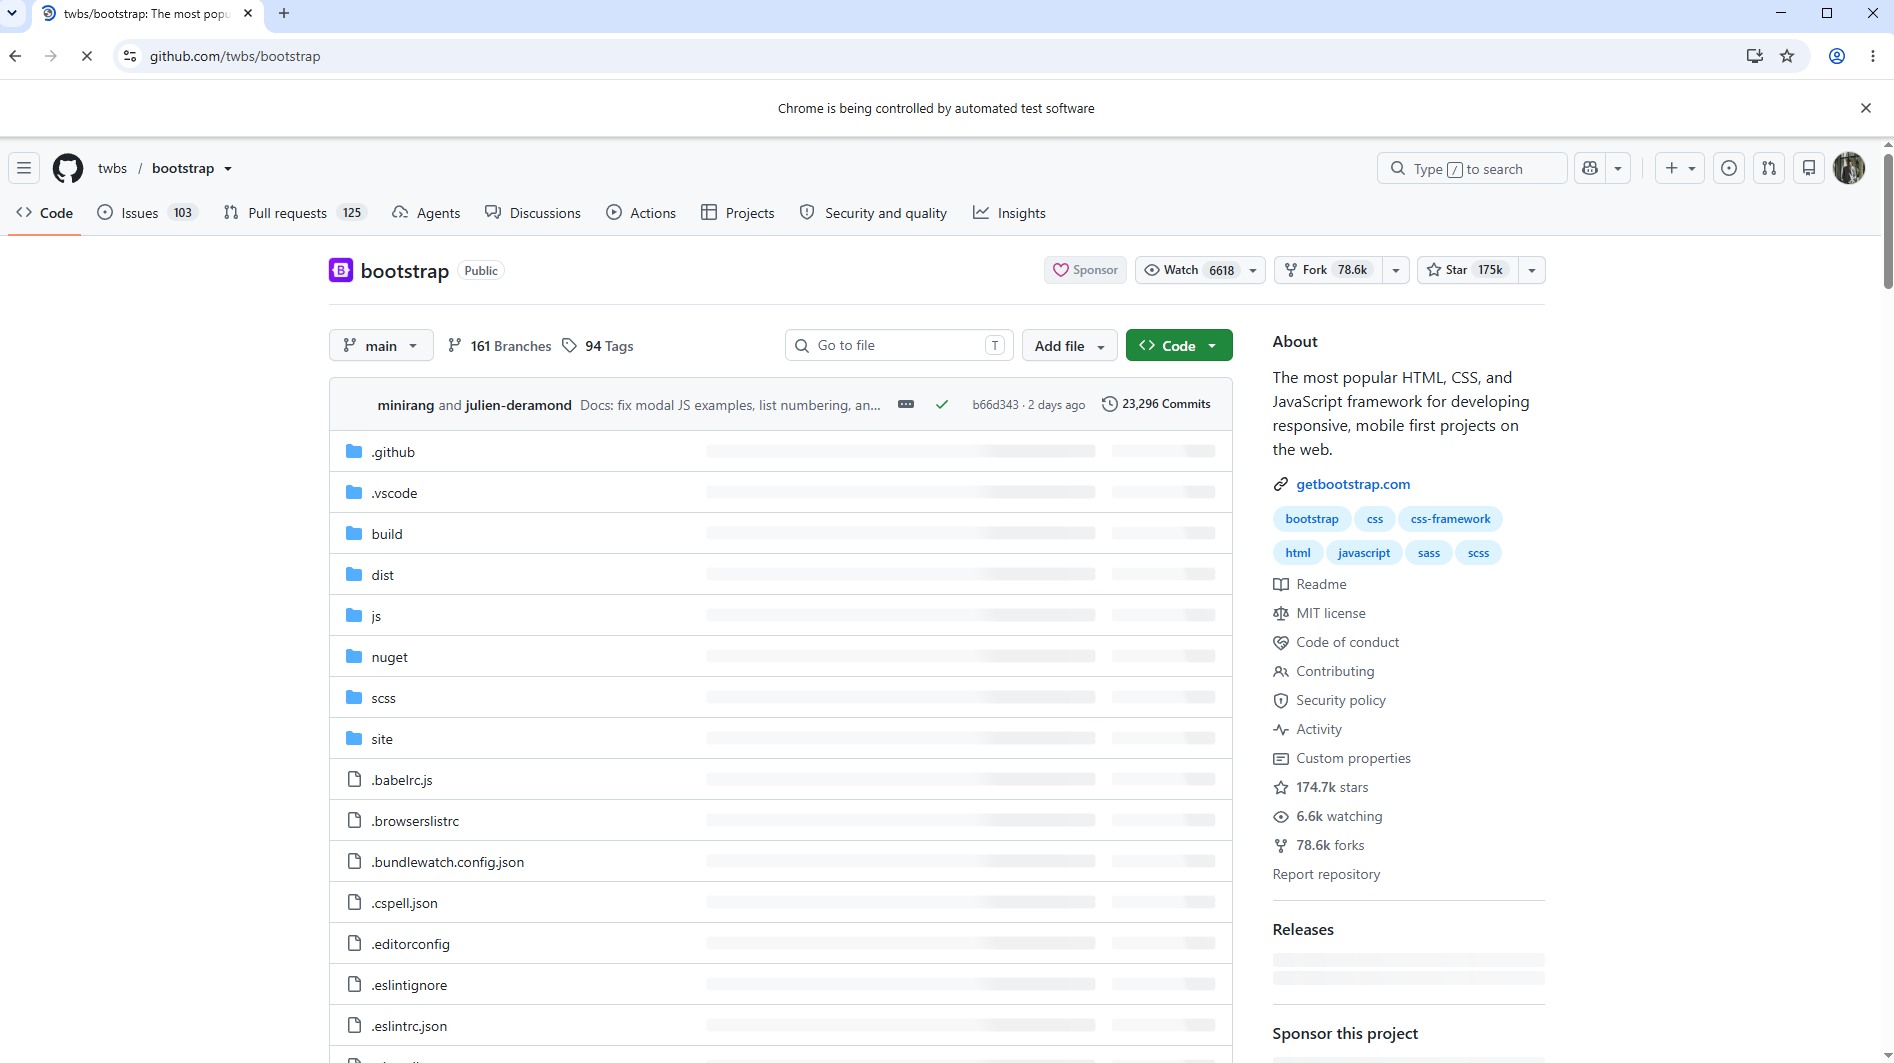 twbs/bootstrap: The most popu
github.com/twbs/bootstrap
Chrome is being controlled by automated test software
twbs / bootstrap
Type / to search
Code
Issues 103
Pull requests 125
Agents
Discussions
Actions
Projects
Security and quality
Insights
bootstrap Public
Sponsor
Watch 6618
Fork 78.6k
Star 175k
main
161 Branches
94 Tags
Go to file T
Add file
Code
minirang and julien-deramond Docs: fix modal JS examples, list numbering, an... b66d343 · 2 days ago 23,296 Commits
.github
.vscode
build
dist
js
nuget
scss
site
.babelrc.js
.browserslistrc
.bundlewatch.config.json
.cspell.json
.editorconfig
.eslintignore
.eslintrc.json
About
The most popular HTML, CSS, and
JavaScript framework for developing
responsive, mobile first projects on
the web.
getbootstrap.com
bootstrap css css-framework
html javascript sass scss
Readme
MIT license
Code of conduct
Contributing
Security policy
Activity
Custom properties
174.7k stars
6.6k watching
78.6k forks
Report repository
Releases
Sponsor this project